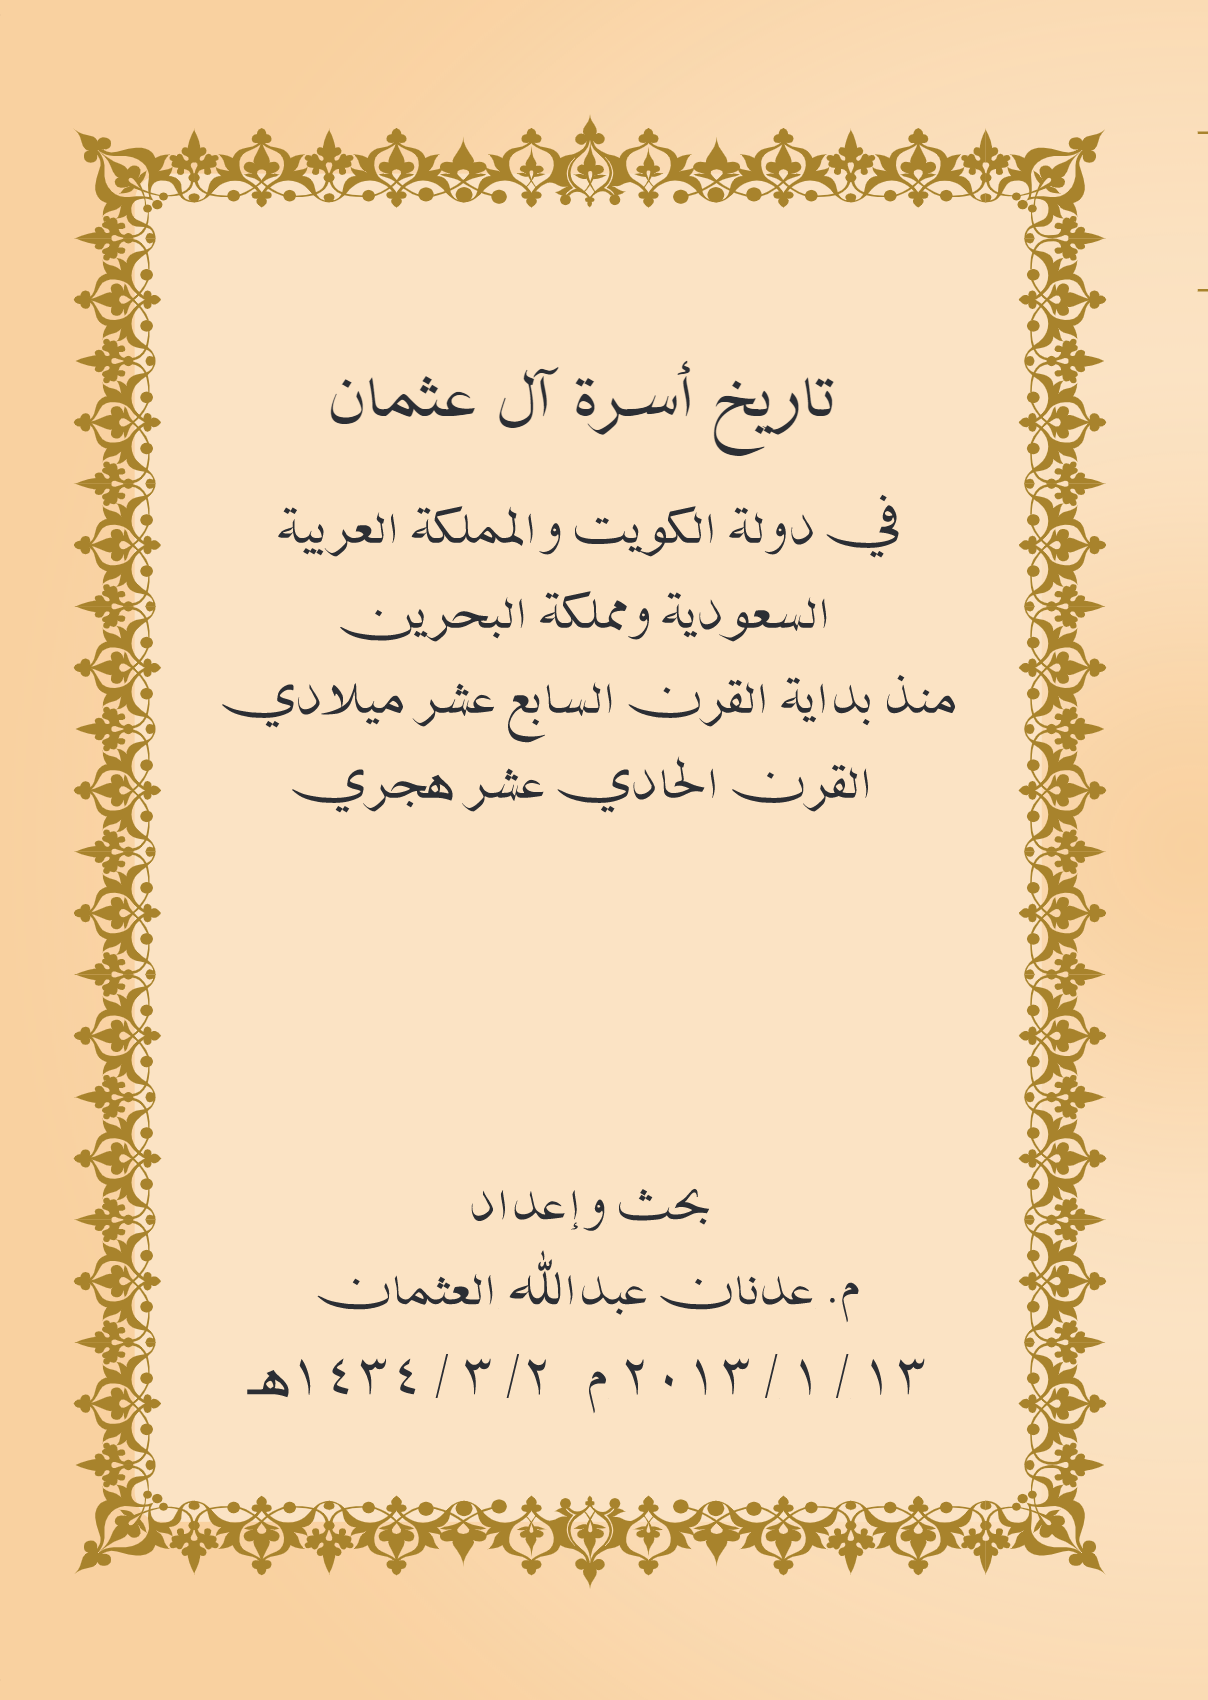 تاريخ أسرة آل عثمان
في دولة الكويت والمملكة العربية
السعودية ومملكة البحرين
منذ بداية القرن السابع عشر ميلادي
القرن الحادي عشر هجري
بحث وإعداد
م. عدنان عبدالله العثمان
١٣/١/٢٠١٣م ٢/٣/١٤٣٤هـ